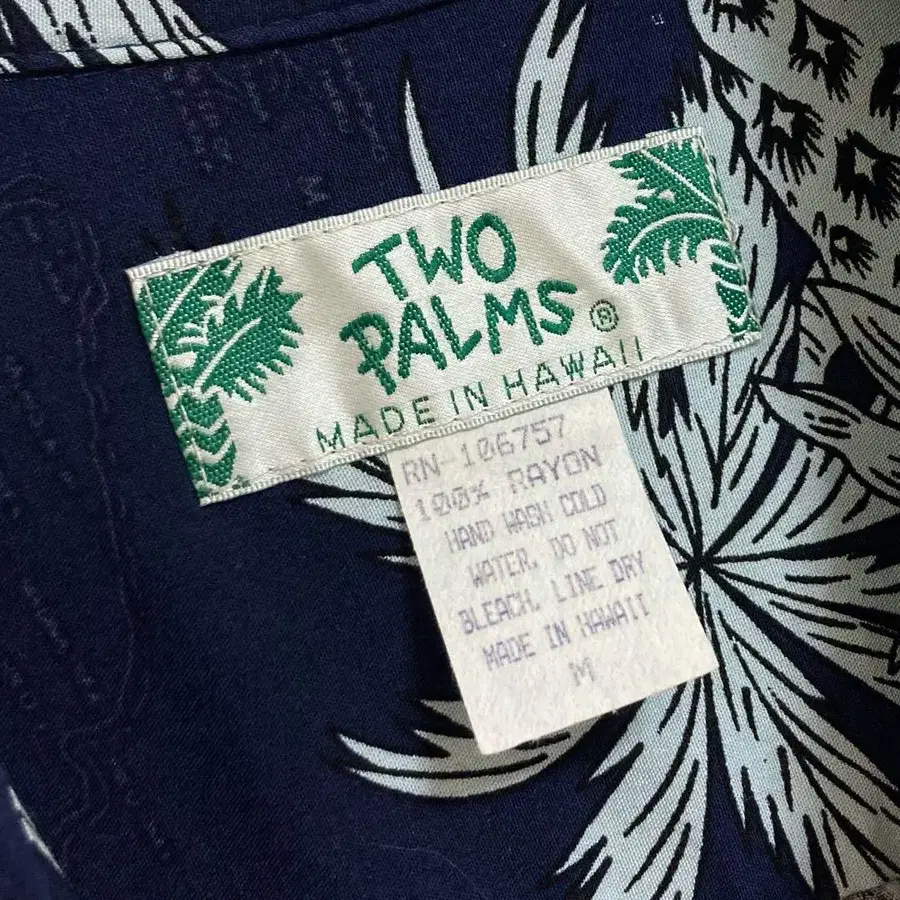 TWO
PALMS®
MADE IN HAWAII
RN-106757
100% RAYON
HAND WASH COLD
WATER. DO NOT
BLEACH. LINE DRY
MADE IN HAWAII
M